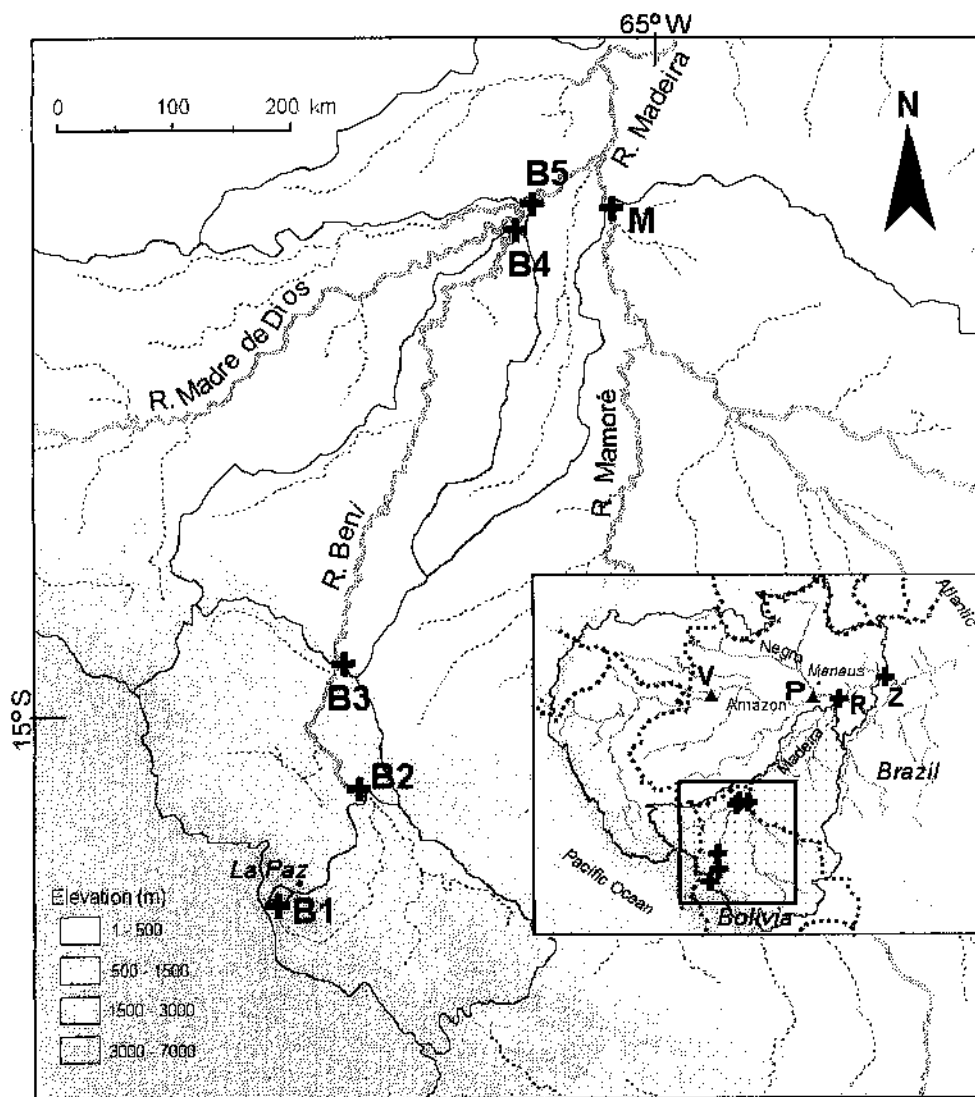 65° W
0 100 200 km
N
R. Madeira
B5
M
B4
R. Madre de Dios
R. Mamoré
R. Beni
B3
15°S
B2
La Paz
B1
Elevation (m)
1 - 500
500 - 1500
1500 - 3000
3000 - 7000
Atlantic
Negro
Manaus
V
P
Amazon
R
Z
Madeira
Brazil
Pacific Ocean
Bolivia